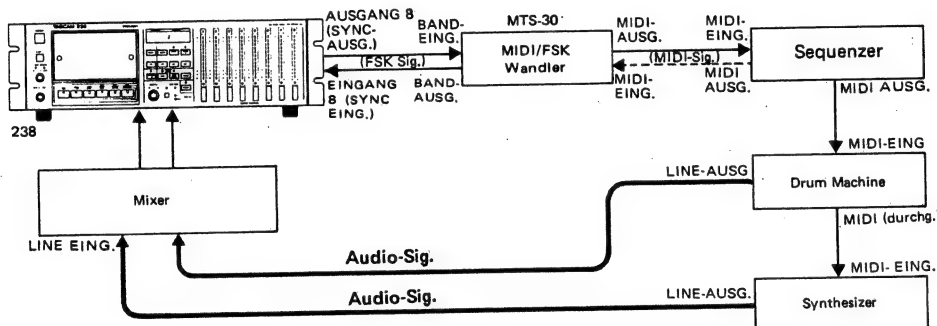 TASCAM 238
AUSGANG 8
(SYNC-
AUSG.)
BAND-
EING.
MTS-30
MIDI/FSK
Wandler
MIDI-
AUSG.
MIDI-
EING.
Sequenzer
(FSK Sig.)
(MIDI-Sig.)
EINGANG
8 (SYNC
EING.)
BAND-
AUSG.
MIDI-
EING.
MIDI
AUSG.
MIDI AUSG.
238
MIDI-EING
LINE-AUSG
Drum Machine
Mixer
MIDI (durchg.
LINE EING.
Audio-Sig.
MIDI- EING.
Audio-Sig.
LINE-AUSG.
Synthesizer